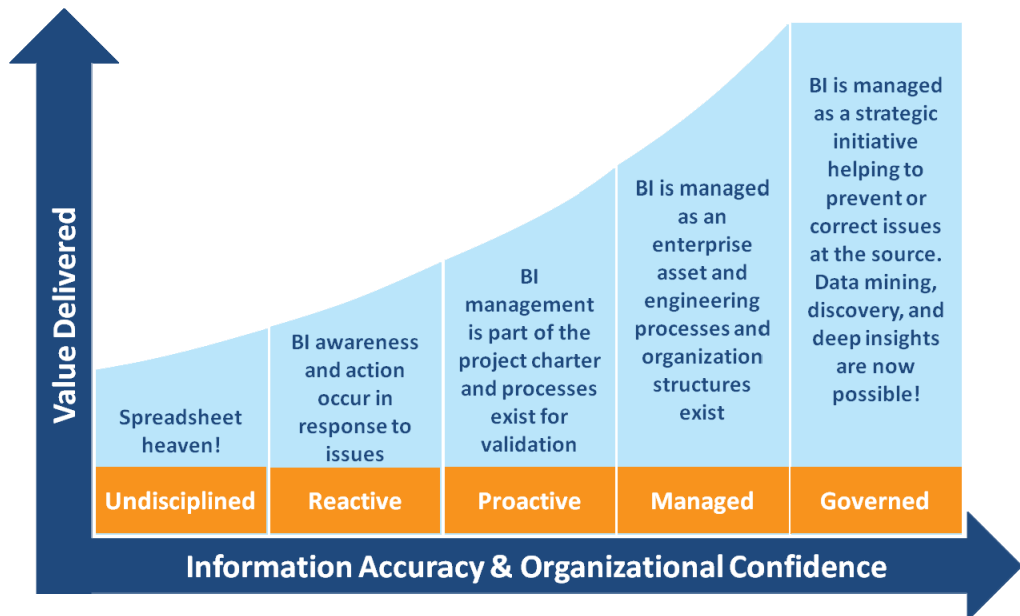 Value Delivered
Spreadsheet
heaven!
BI awareness
and action
occur in
response to
issues
BI
management
is part of the
project charter
and processes
exist for
validation
BI is managed
as an
enterprise
asset and
engineering
processes and
organization
structures
exist
BI is managed
as a strategic
initiative
helping to
prevent or
correct issues
at the source.
Data mining,
discovery, and
deep insights
are now
possible!
Undisciplined
Reactive
Proactive
Managed
Governed
Information Accuracy & Organizational Confidence